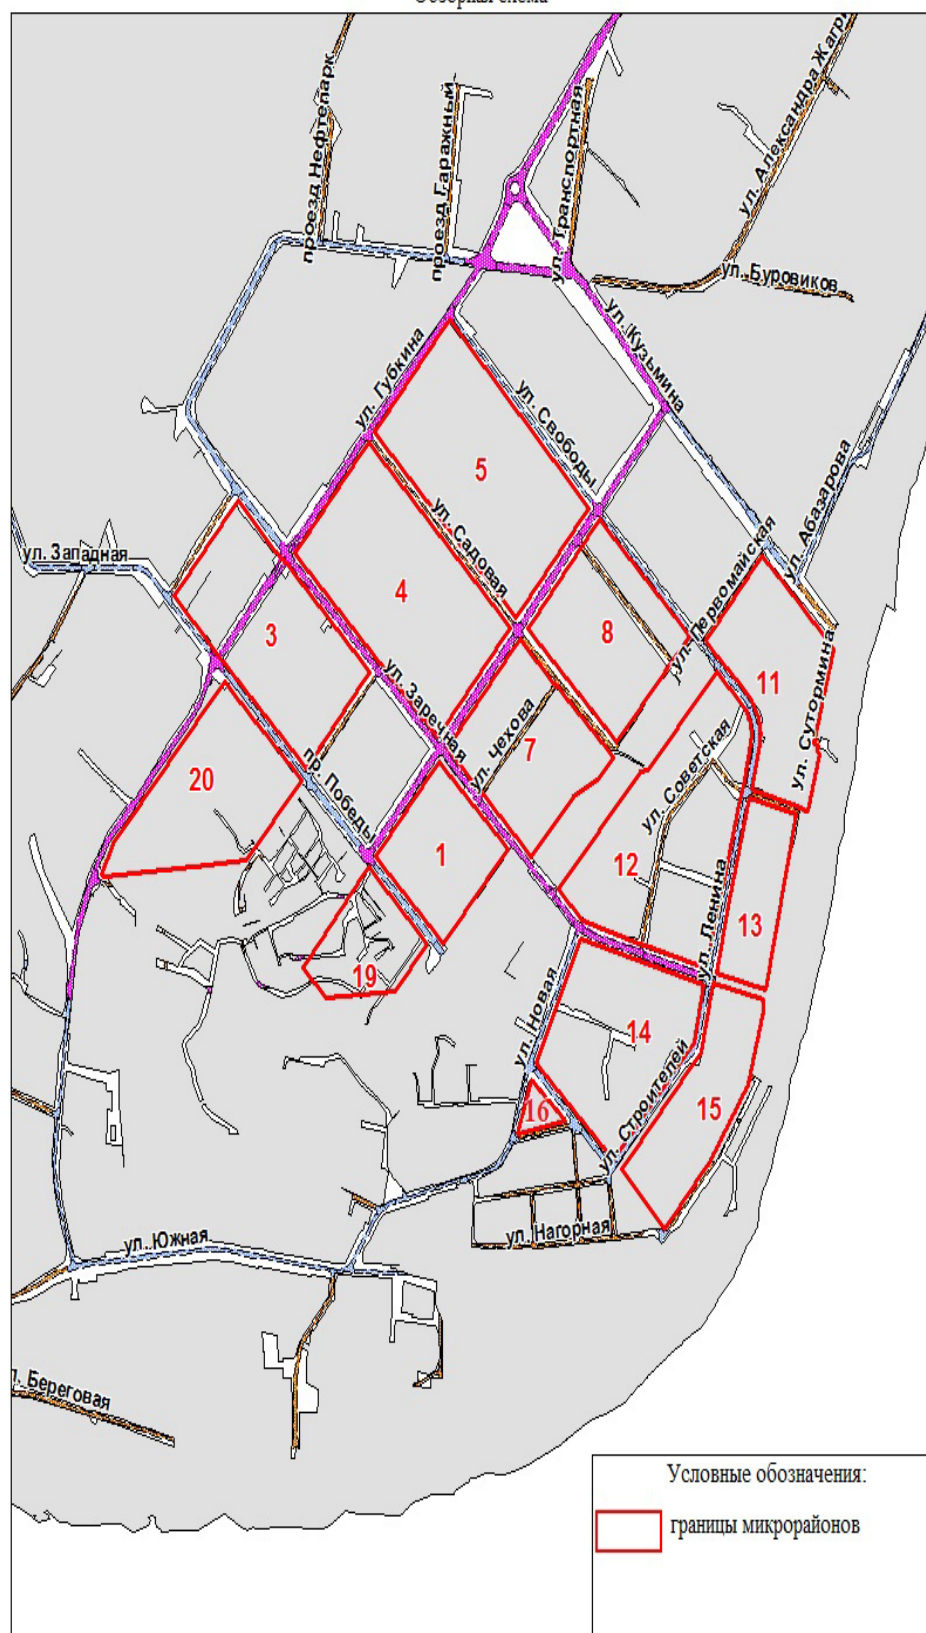 Обзорная схема
проезд Нефтепарк
проезд Гаражный
ул. Транспортная
ул. Александра
ул. Буровиков
ул. Губкина
ул. Кузьмина
ул. Свободы
5
ул. Абазарова
ул. Западная
ул. Садовая
4
ул. Первомайская
3
8
11
ул. Заречная
ул. Чехова
7
ул. Сутормина
20
пр. Победы
ул. Советская
1
12
ул. Ленина
13
19
ул. Новая
14
ул. Строителей
15
16
ул. Нагорная
ул. Южная
Береговая
Условные обозначения:
границы микрорайонов